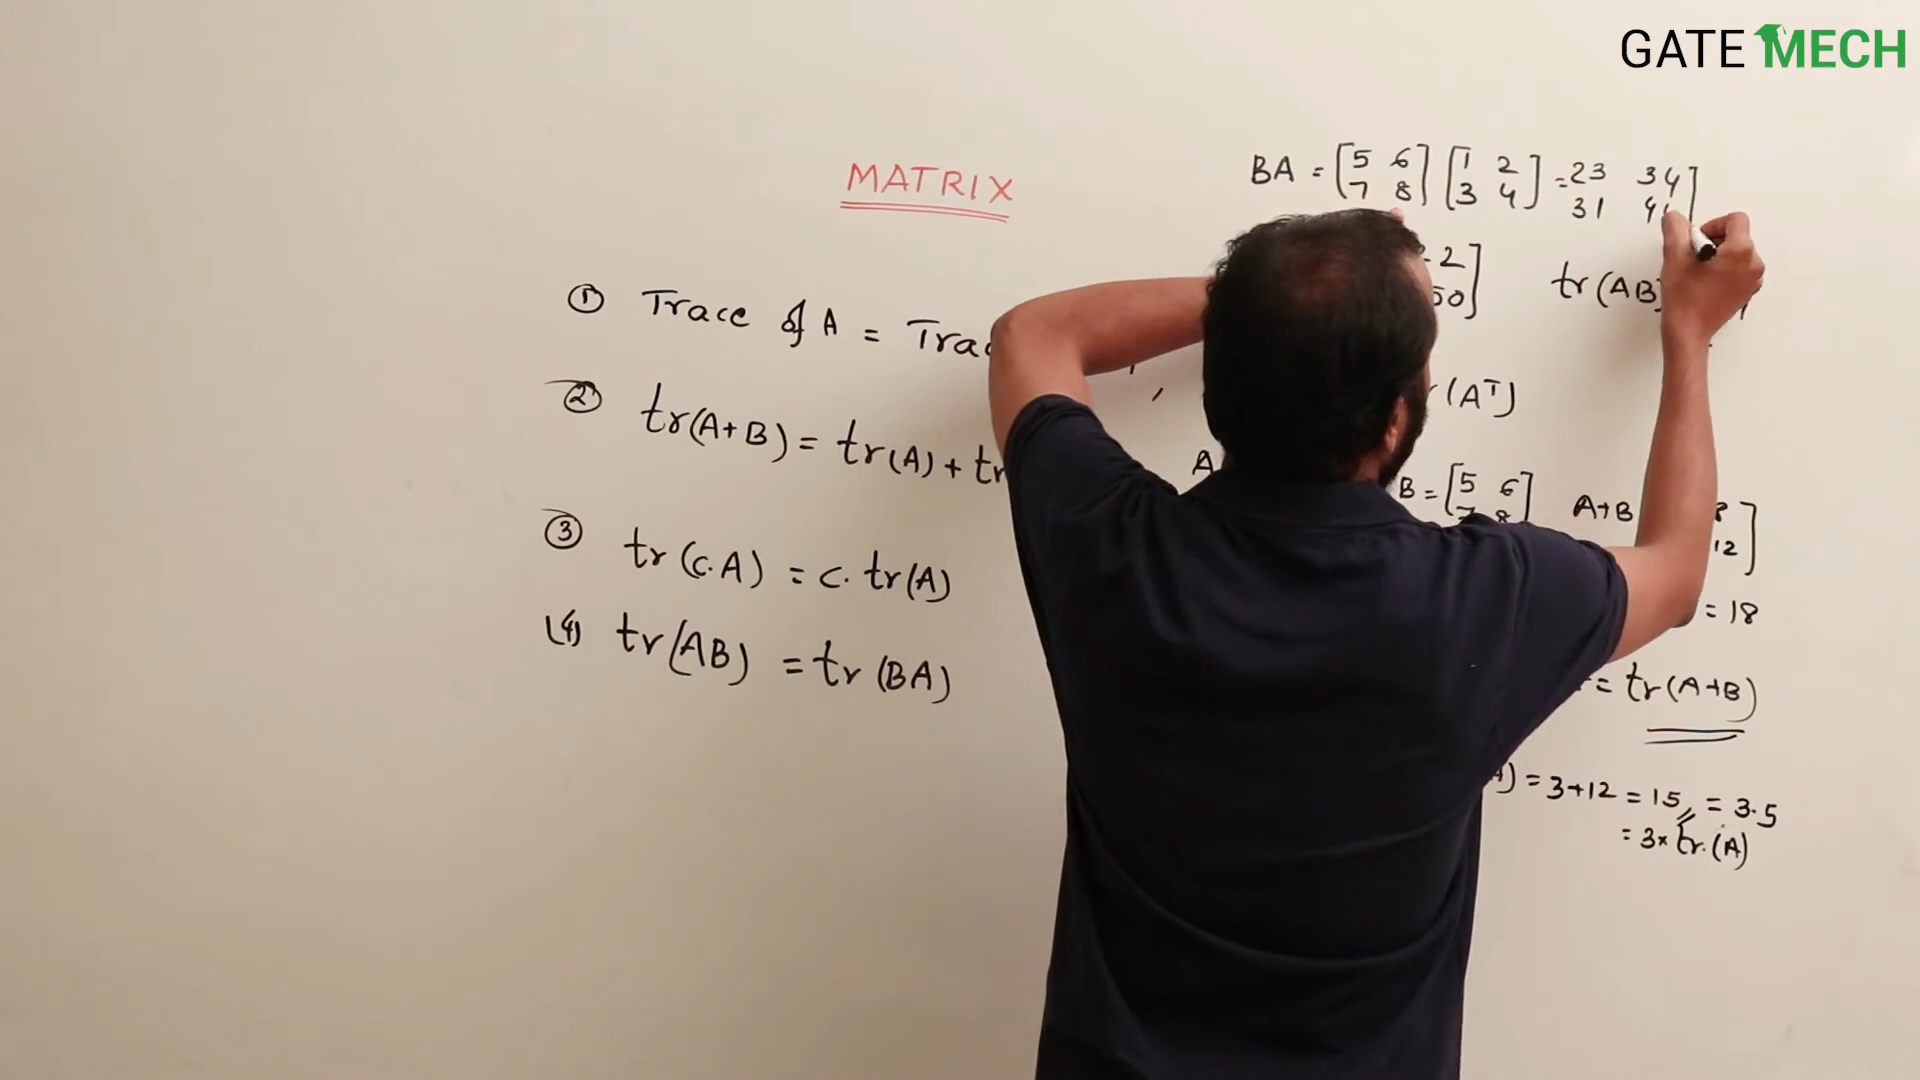 GATE MECH
MATRIX
① Trace of A =
② tr(A+B) = tr(A) + tr
③ tr(C.A) = C. tr(A)
(4) tr(AB) = tr(BA)
BA = [5 6] [1 2] = 23 34]
7 8 3 4 31
2]
50] tr(AB)
(Aᵀ)
A B = [5 6] A+B 8]
7 8 12]
= 18
= tr(A+B)
A) = 3+12 = 15 = 3.5
= 3× tr.(A)